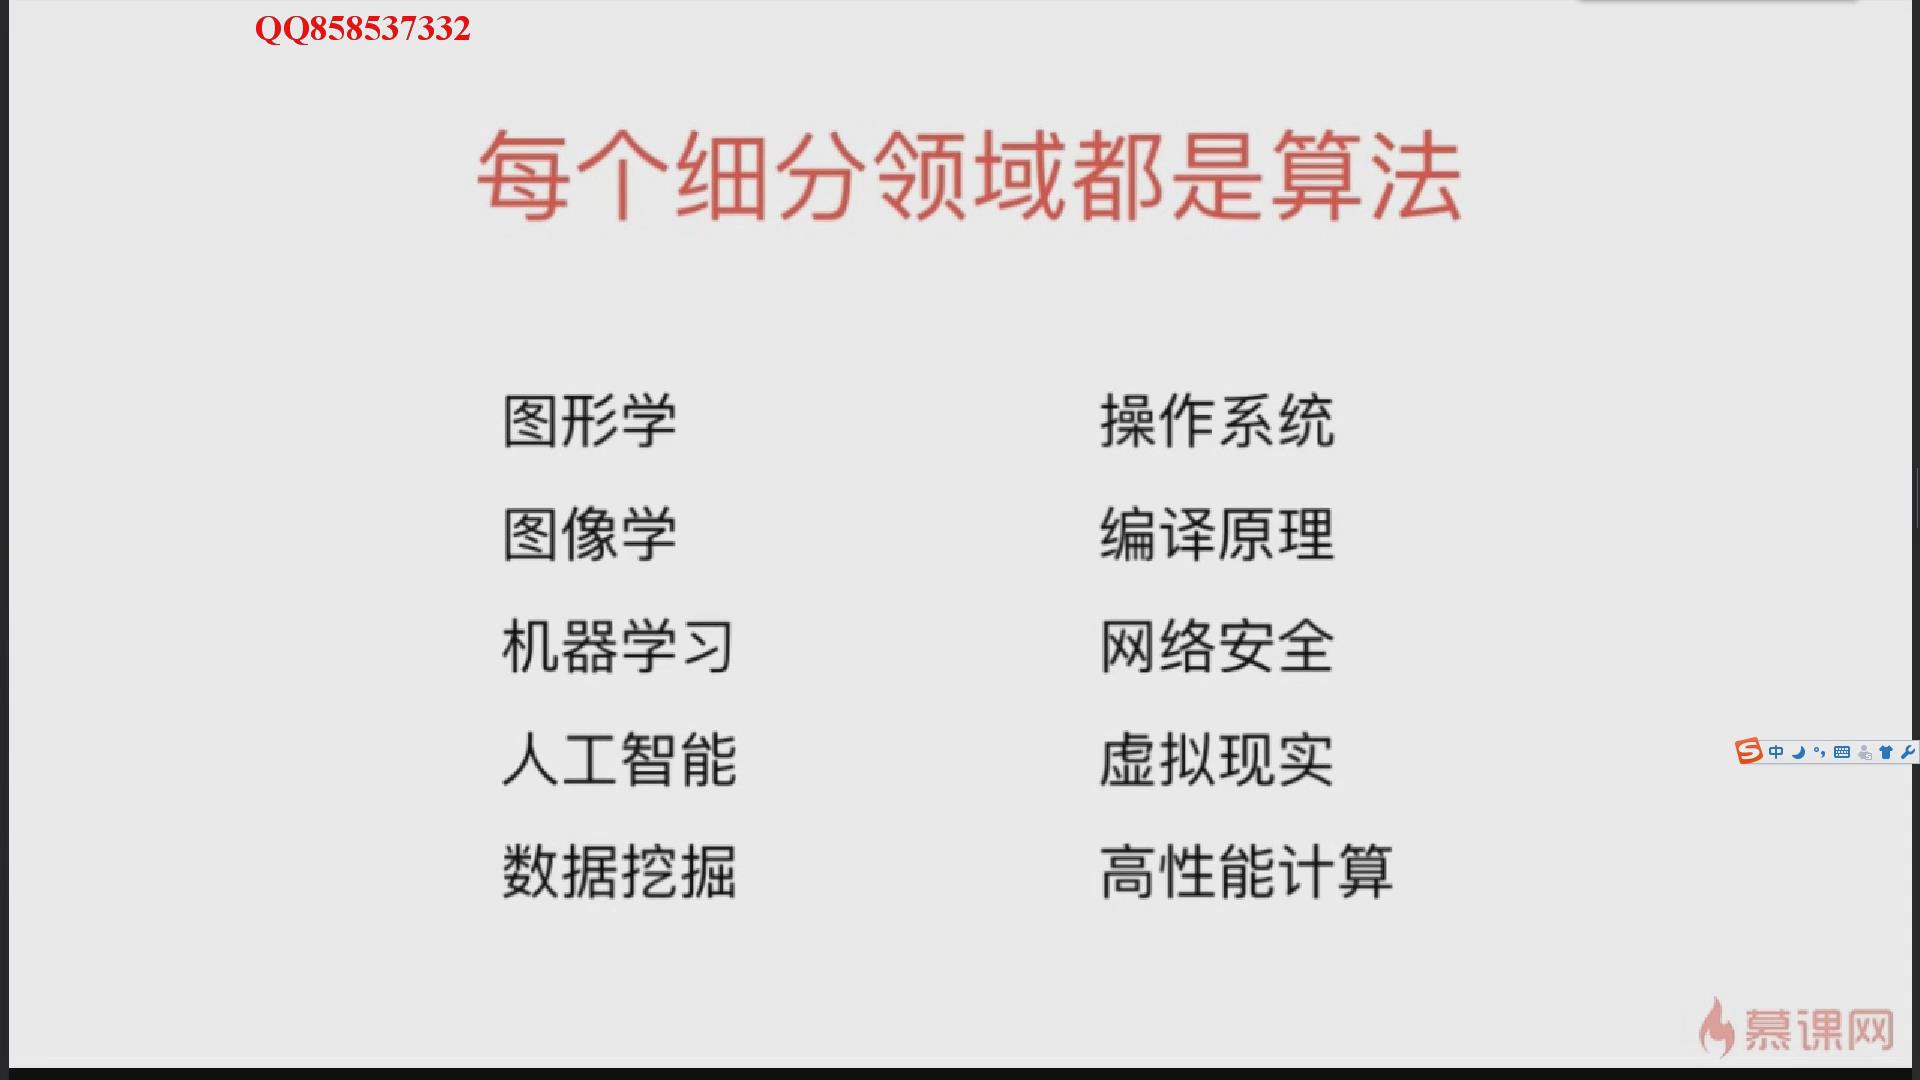 QQ858537332
每个细分领域都是算法
图形学
图像学
机器学习
人工智能
数据挖掘
操作系统
编译原理
网络安全
虚拟现实
高性能计算
中
慕课网